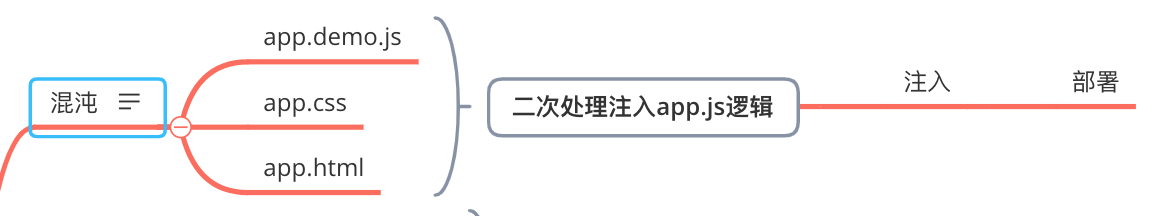 混沌
app.demo.js
app.css
app.html
二次处理注入app.js逻辑
注入
部署